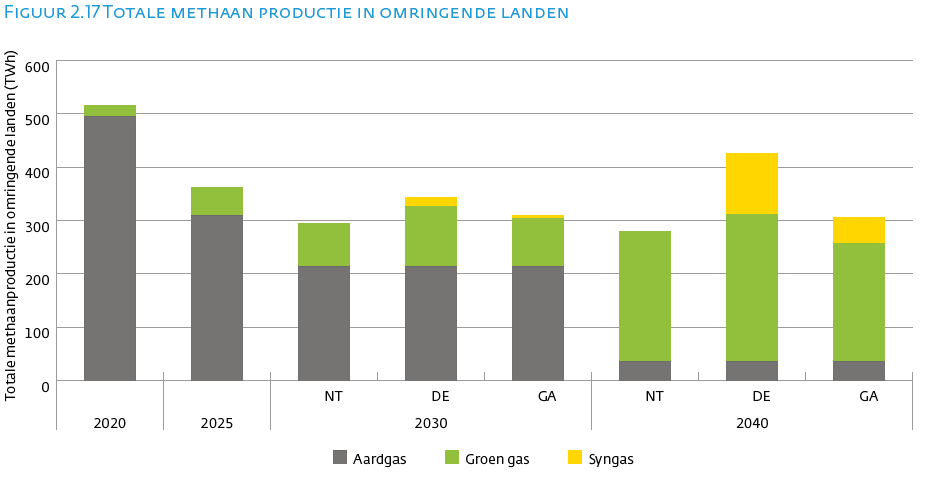 Figuur 2.17 Totale methaan productie in omringende landen
Totale methaanproductie in omringende landen (TWh)
600
500
400
300
200
100
0
NT DE GA NT DE GA
2020 2025 2030 2040
Aardgas Groen gas Syngas